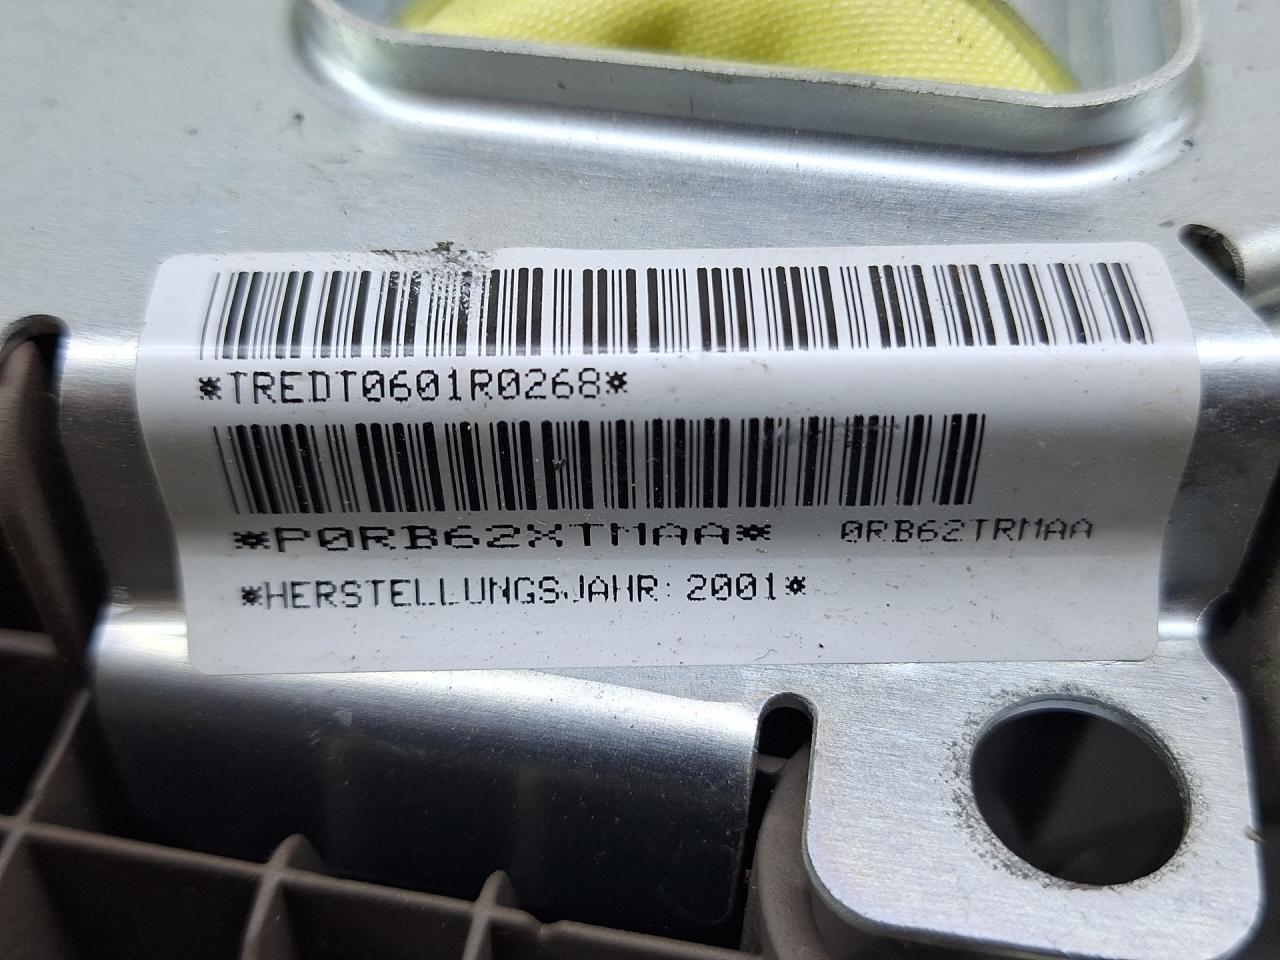 *TREDT0601R0268*
*P0RB62XTMAA* 0RB62TRMAA
*HERSTELLUNGSJAHR: 2001*